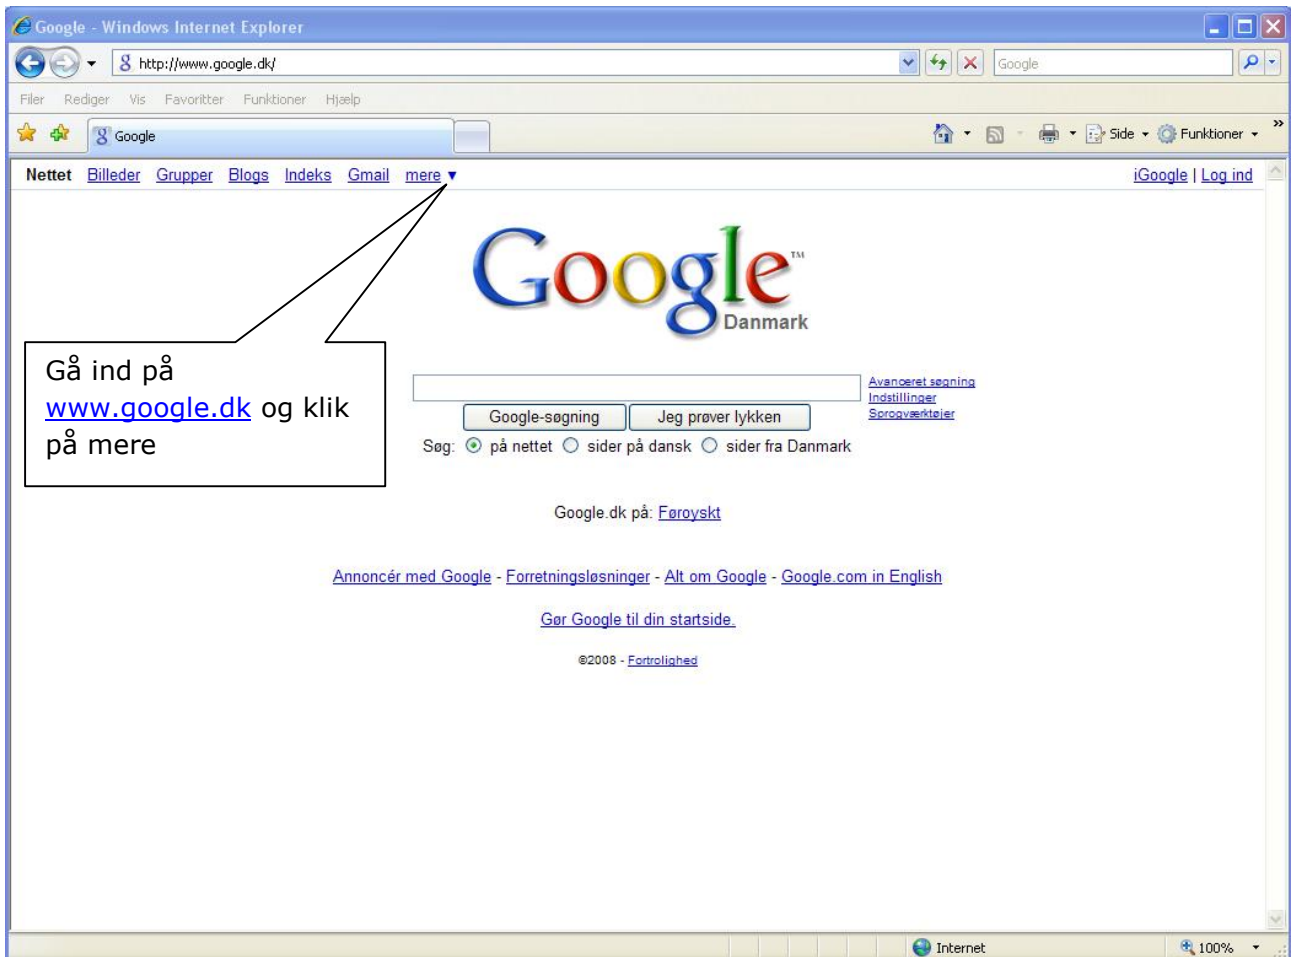 Google - Windows Internet Explorer
http://www.google.dk/
Google
Filer Rediger Vis Favoritter Funktioner Hjælp
Google
Side Funktioner »
Nettet Billeder Grupper Blogs Indeks Gmail mere ▼
iGoogle | Log ind
Google™
Danmark
Gå ind på
www.google.dk og klik
på mere
Avanceret søgning
Indstillinger
Sprogværktøjer
Google-søgning Jeg prøver lykken
Søg: på nettet sider på dansk sider fra Danmark
Google.dk på: Føroyskt
Annoncér med Google - Forretningsløsninger - Alt om Google - Google.com in English
Gør Google til din startside.
©2008 - Fortrolighed
Internet
100%